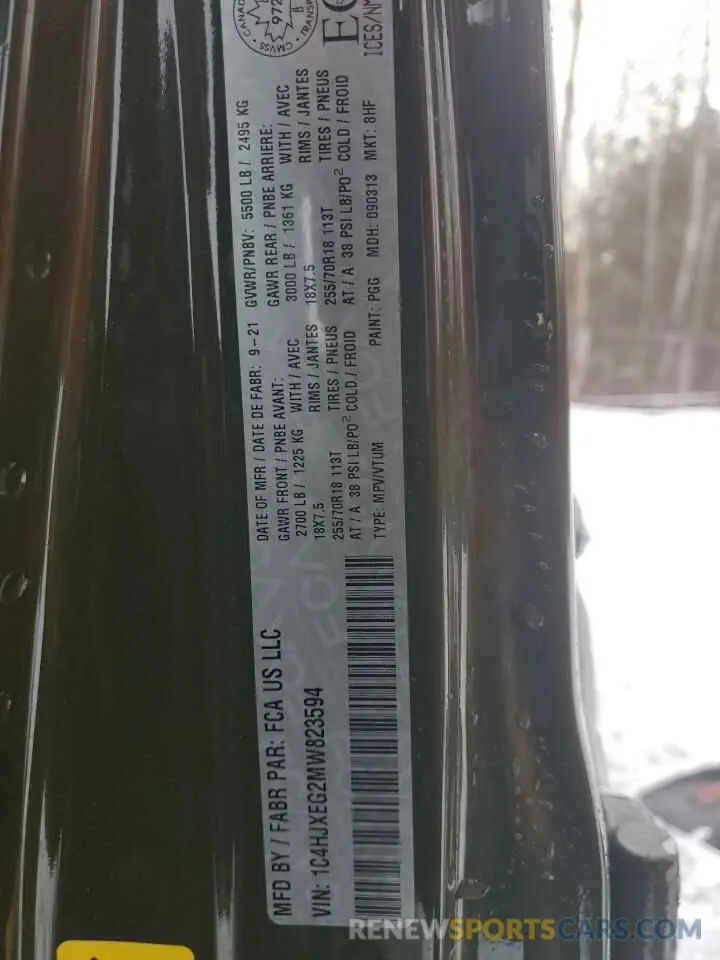 MFD BY / FABR PAR: FCA US LLC
DATE OF MFR / DATE DE FABR: 9-21
GVWR/PNBV: 5500 LB / 2495 KG
GAWR FRONT / PNBE AVANT:
2700 LB / 1225 KG WITH / AVEC
18X7.5 RIMS / JANTES
255/70R18 113T TIRES / PNEUS
AT / A 38 PSI LB/PO² COLD / FROID
GAWR REAR / PNBE ARRIERE:
3000 LB / 1361 KG WITH / AVEC
18X7.5 RIMS / JANTES
255/70R18 113T TIRES / PNEUS
AT / A 38 PSI LB/PO² COLD / FROID
VIN: 1C4HJXEG2MW823594
TYPE: MPV/VTUM PAINT: PGG MDH: 090313 MKT: 8HF
972
CMVSS
RENEWSPORTSCARS.COM